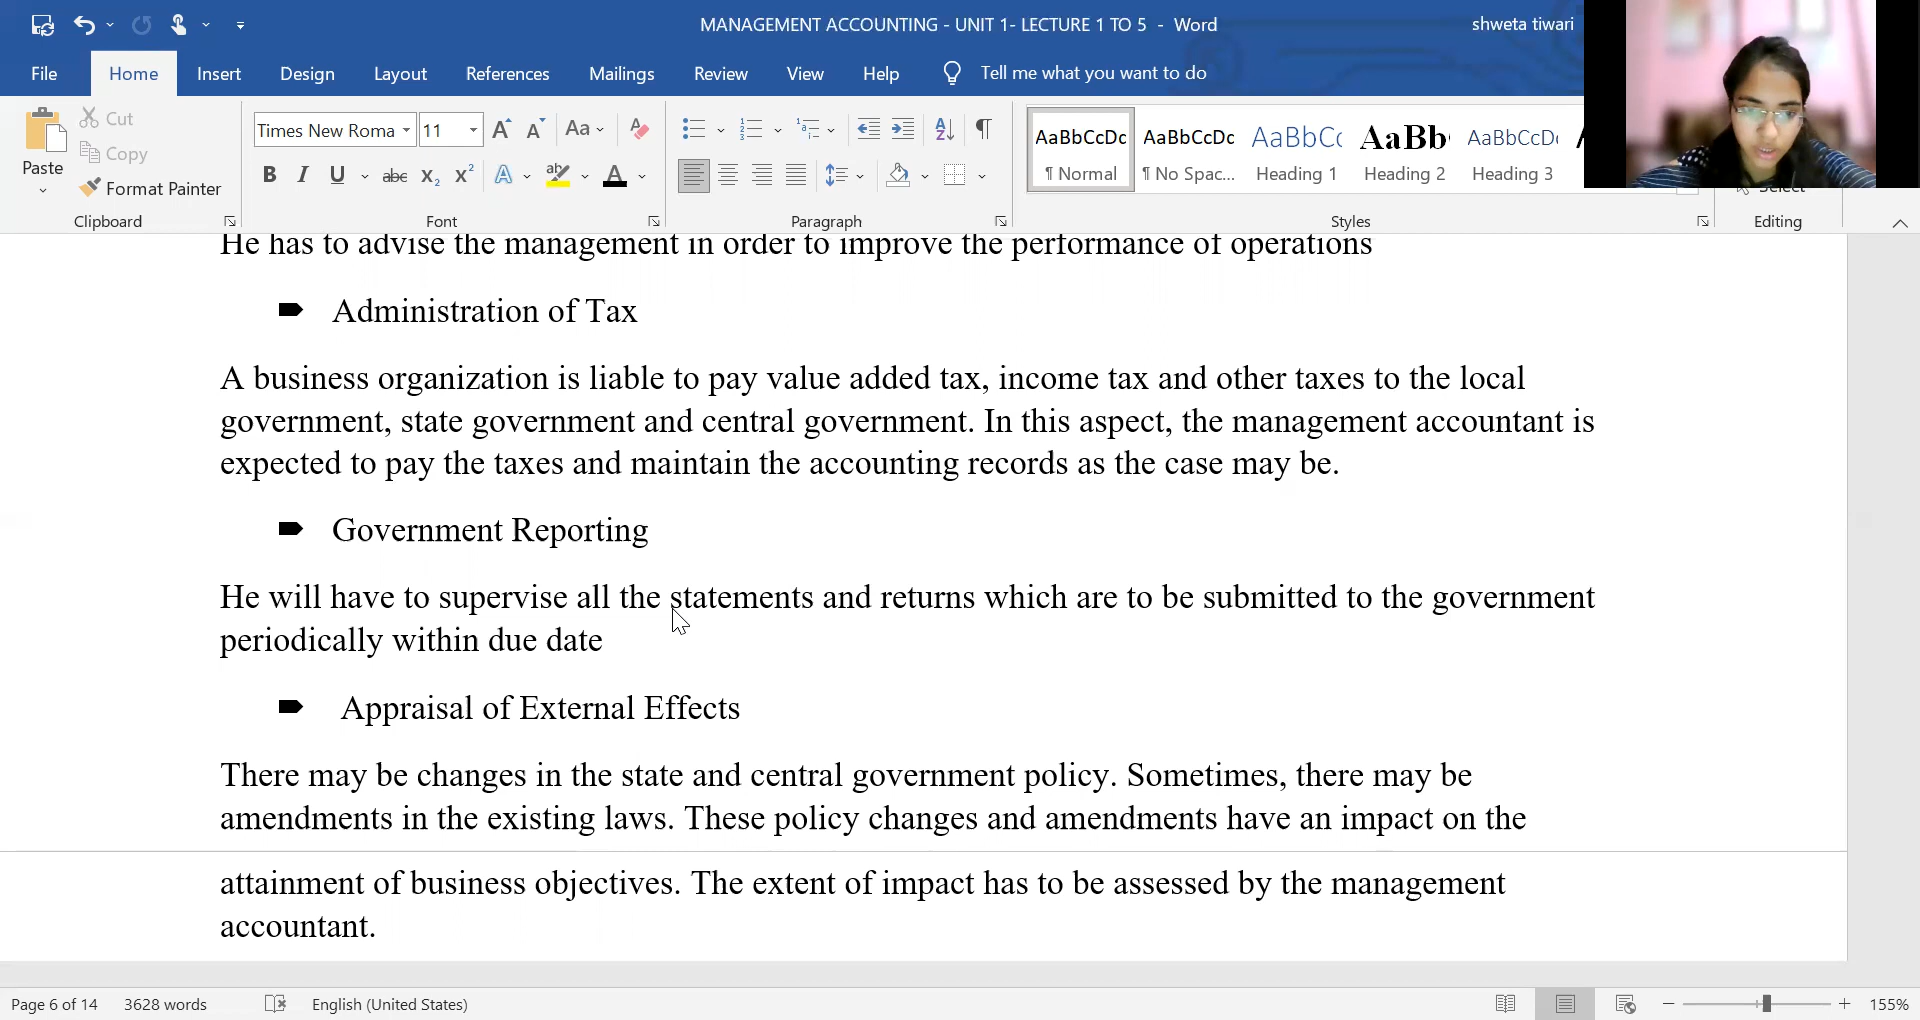 MANAGEMENT ACCOUNTING - UNIT 1- LECTURE 1 TO 5 - Word
shweta tiwari
File Home Insert Design Layout References Mailings Review View Help Tell me what you want to do
Paste
Cut
Copy
Format Painter
Clipboard
Times New Roma 11
Font
Paragraph
AaBbCcDc AaBbCcDc AaBbCc AaBb AaBbCcDc
¶ Normal ¶ No Spac... Heading 1 Heading 2 Heading 3
Styles
Select
Editing
He has to advise the management in order to improve the performance of operations
Administration of Tax
A business organization is liable to pay value added tax, income tax and other taxes to the local
government, state government and central government. In this aspect, the management accountant is
expected to pay the taxes and maintain the accounting records as the case may be.
Government Reporting
He will have to supervise all the statements and returns which are to be submitted to the government
periodically within due date
Appraisal of External Effects
There may be changes in the state and central government policy. Sometimes, there may be
amendments in the existing laws. These policy changes and amendments have an impact on the
attainment of business objectives. The extent of impact has to be assessed by the management
accountant.
Page 6 of 14 3628 words English (United States) 155%